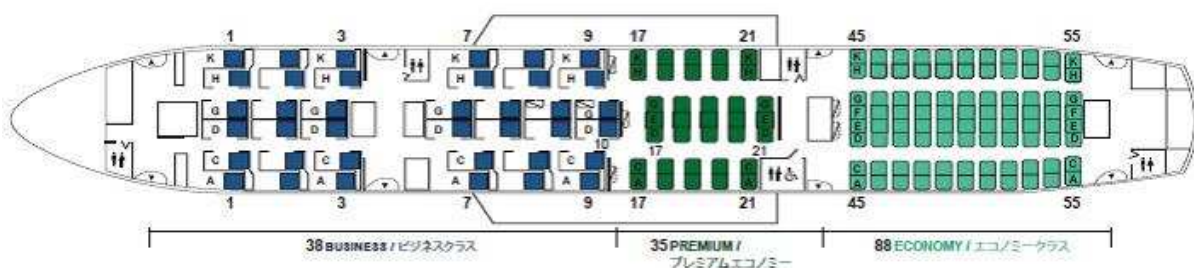 1 3 7 9 17 21 45 55
K K K K K K K K
H H H H H H
G G G G G G G
E E F F
D D D D D E E
D D
10 17 21
C C C C C C C C
A A A A A A A A
1 3 7 9 17 21 45 55
38 BUSINESS / ビジネスクラス
35 PREMIUM /
プレミアムエコノミー
88 ECONOMY / エコノミークラス